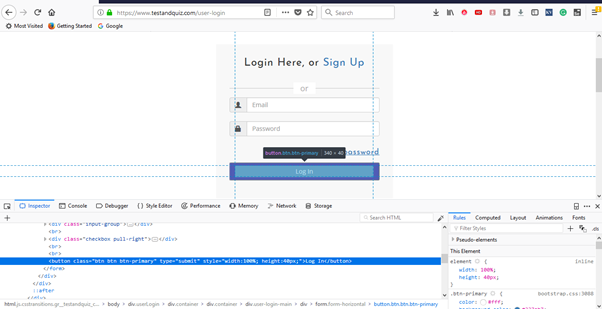 https://www.testandquiz.com/user-login
Search
Most Visited Getting Started Google
Login Here, or Sign Up
or
Email
Password
button.btn.btn-primary | 340 × 40 password
Log In
Inspector Console Debugger Style Editor Performance Memory Network Storage
Search HTML Rules Computed Layout Animations Fonts
<div class="input-group">…</div>
<br>
<div class="checkbox pull-right">…</div>
<br>
<br>
<button class="btn btn btn-primary" type="submit" style="width:100%; height:40px;">Log In</button>
</form>
</div>
</div>
::after
</div>
html.js.csstransitions.gc_testandquiz_c… body div.userLogin div.container div.container div.user-login-main div form.form-horizontal button.btn.btn.btn-primary
Filter Styles + .cls
Pseudo-elements
This Element
element { inline
width: 100%;
height: 40px;
}
.btn-primary { bootstrap.css:3088
color: #fff;